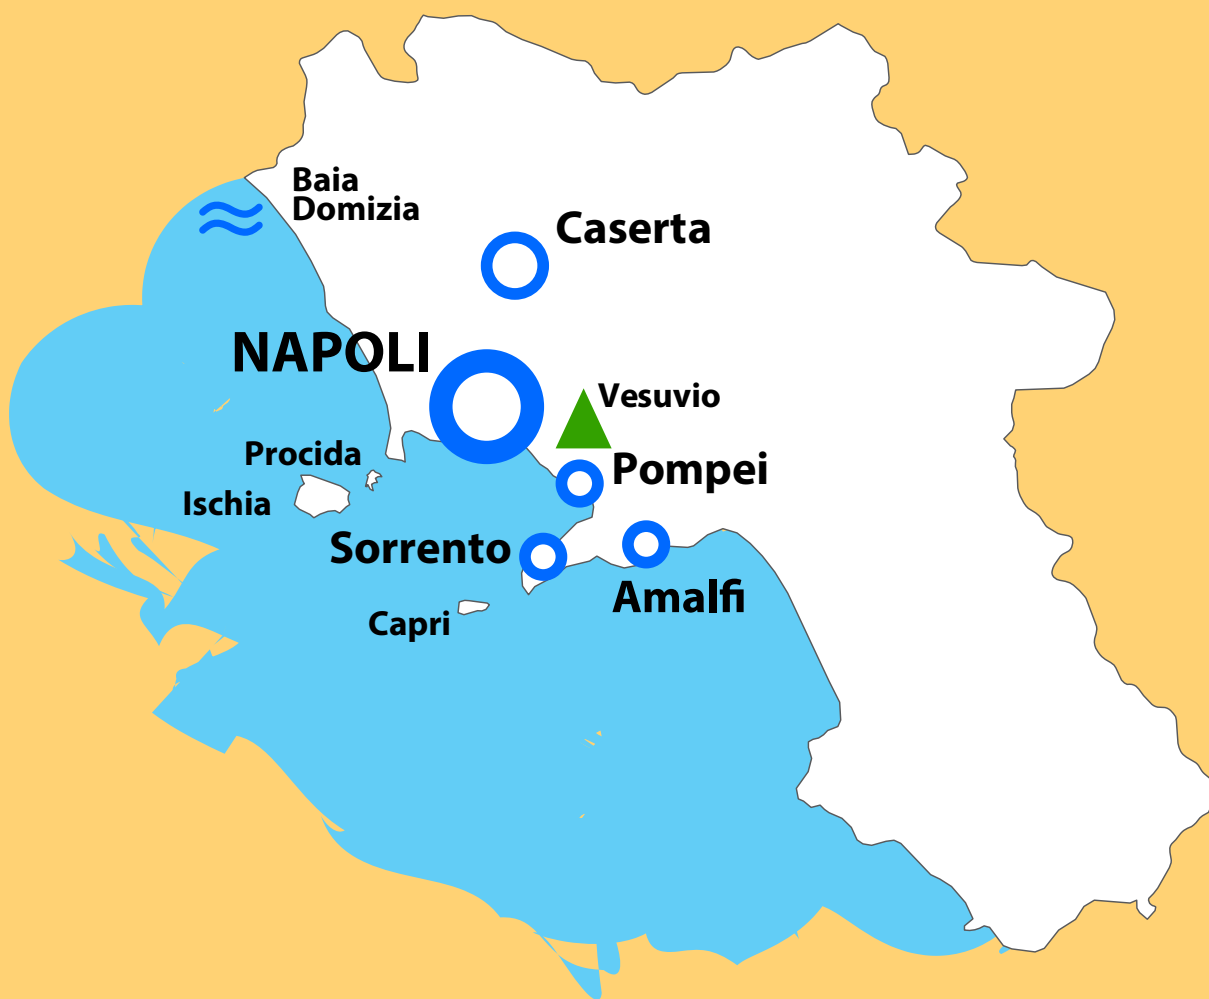 Baia
Domizia
Caserta
NAPOLI
Vesuvio
Procida
Pompei
Ischia
Sorrento
Amalfi
Capri